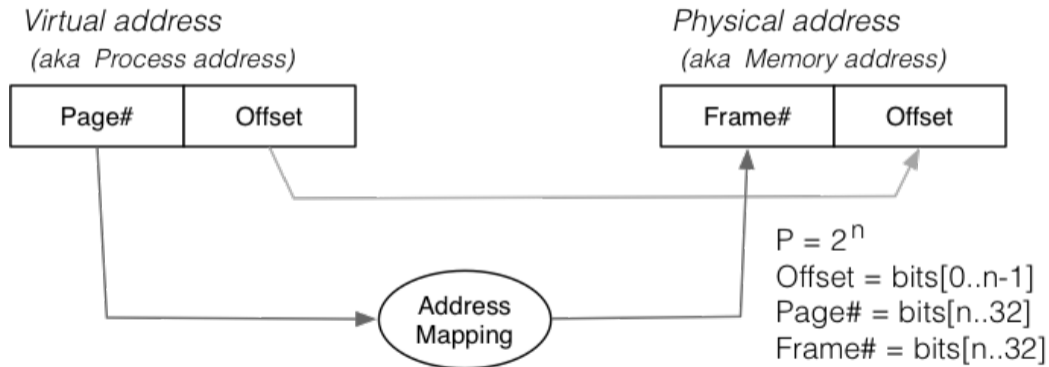 Virtual address
(aka Process address)
Page#
Offset
Physical address
(aka Memory address)
Frame#
Offset
Address
Mapping
P = 2^n
Offset = bits[0..n-1]
Page# = bits[n..32]
Frame# = bits[n..32]